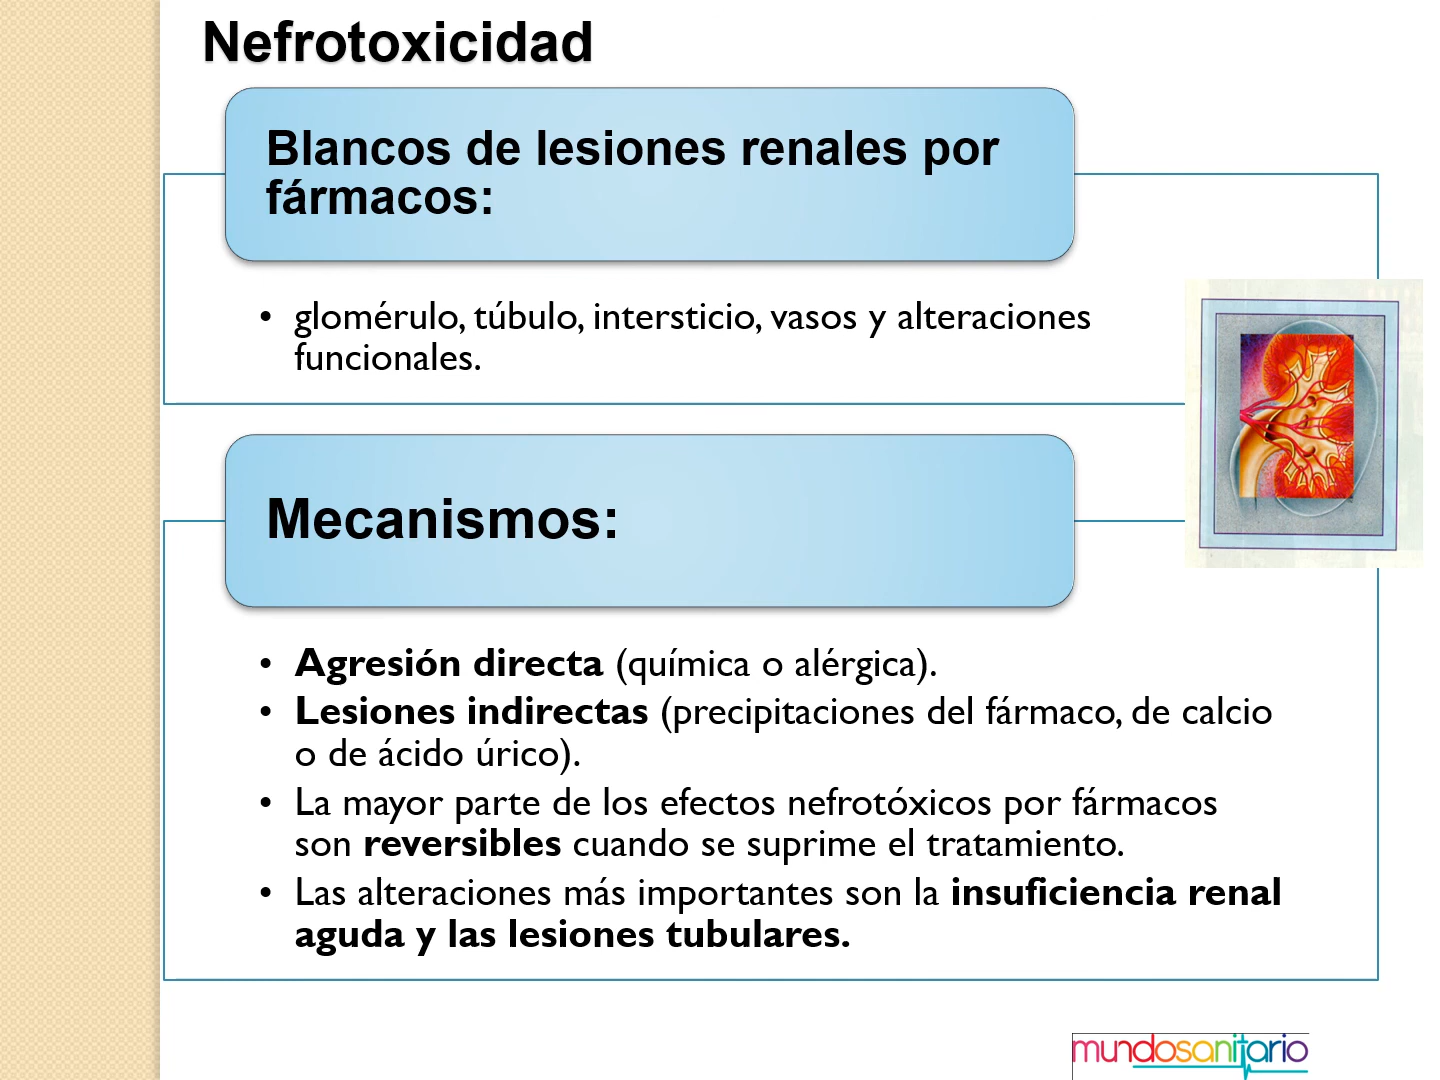 Nefrotoxicidad
Blancos de lesiones renales por
fármacos:
• glomérulo, túbulo, intersticio, vasos y alteraciones
funcionales.
Mecanismos:
• Agresión directa (química o alérgica).
• Lesiones indirectas (precipitaciones del fármaco, de calcio
o de ácido úrico).
• La mayor parte de los efectos nefrotóxicos por fármacos
son reversibles cuando se suprime el tratamiento.
• Las alteraciones más importantes son la insuficiencia renal
aguda y las lesiones tubulares.
mundosanitario